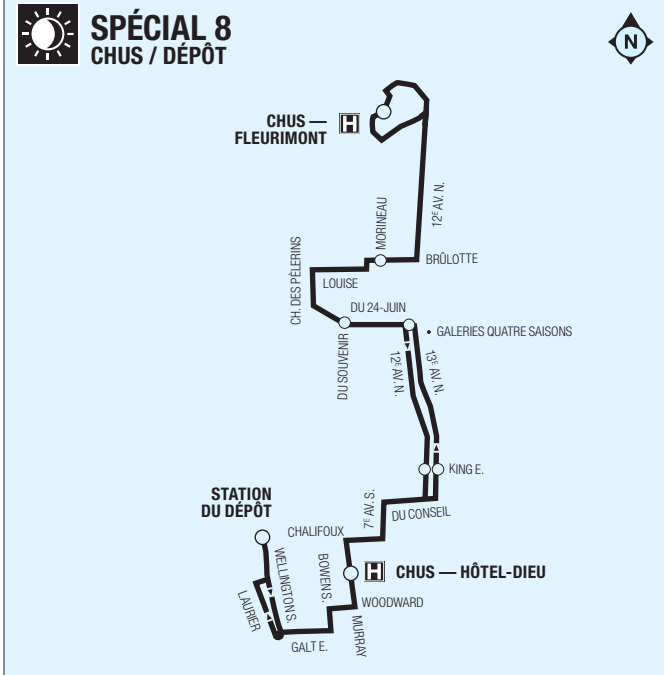 SPÉCIAL 8
CHUS / DÉPÔT
N
CHUS —
FLEURIMONT
H
12E AV. N.
MORINEAU
BRÛLOTTE
CH. DES PÈLERINS
LOUISE
DU 24-JUIN
• GALERIES QUATRE SAISONS
DU SOUVENIR
12E AV. N.
13E AV. N.
KING E.
STATION
DU DÉPÔT
7E AV. S.
DU CONSEIL
CHALIFOUX
H
CHUS — HÔTEL-DIEU
WELLINGTON S.
BOWEN S.
WOODWARD
LAURIER
MURRAY
GALT E.